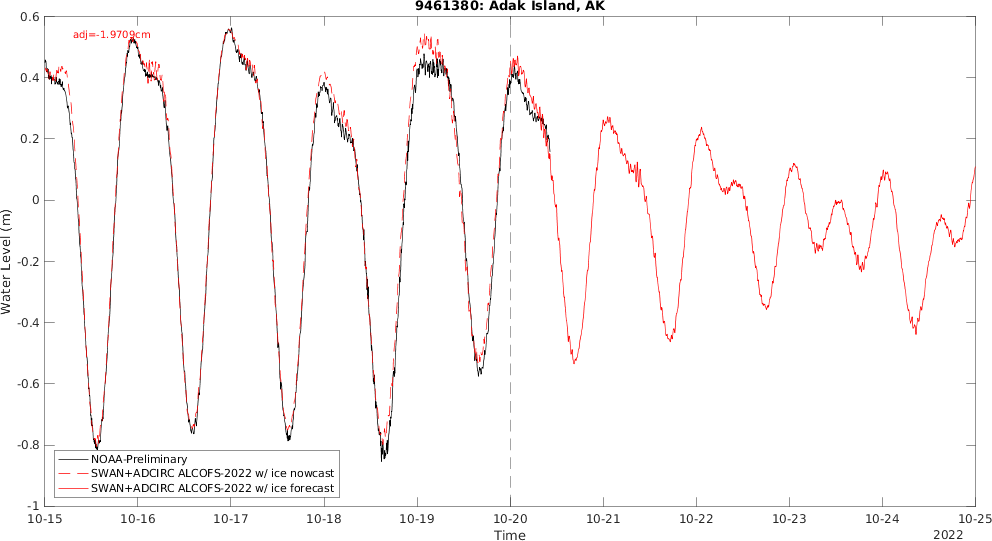 9461380: Adak Island, AK
adj=-1.9709cm
Water Level (m)
0.6
0.4
0.2
0
-0.2
-0.4
-0.6
-0.8
-1
NOAA-Preliminary
SWAN+ADCIRC ALCOFS-2022 w/ ice nowcast
SWAN+ADCIRC ALCOFS-2022 w/ ice forecast
10-15 10-16 10-17 10-18 10-19 10-20 10-21 10-22 10-23 10-24 10-25
Time
2022